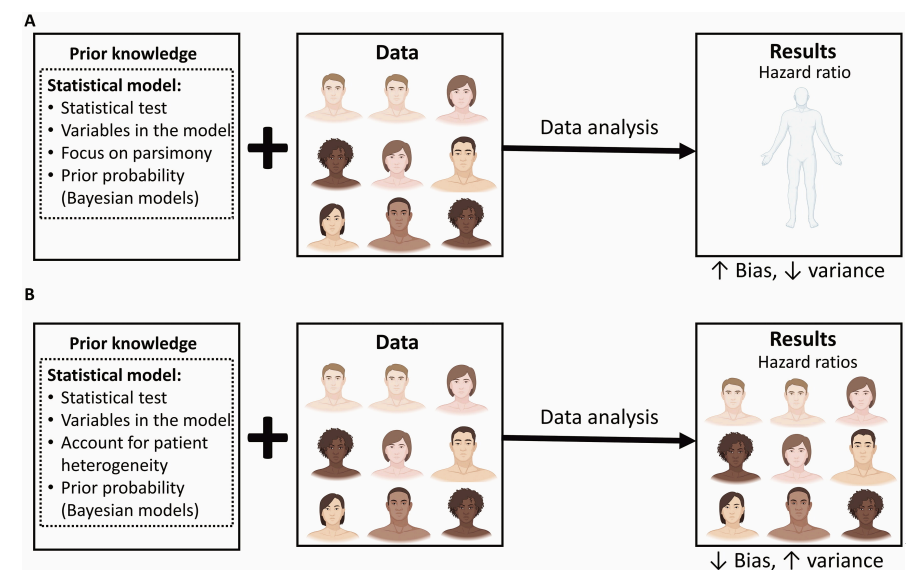 A
Prior knowledge
Statistical model:
• Statistical test
• Variables in the model
• Focus on parsimony
• Prior probability
(Bayesian models)
Data
Data analysis
Results
Hazard ratio
↑ Bias, ↓ variance
B
Prior knowledge
Statistical model:
• Statistical test
• Variables in the model
• Account for patient
heterogeneity
• Prior probability
(Bayesian models)
Data
Data analysis
Results
Hazard ratios
↓ Bias, ↑ variance